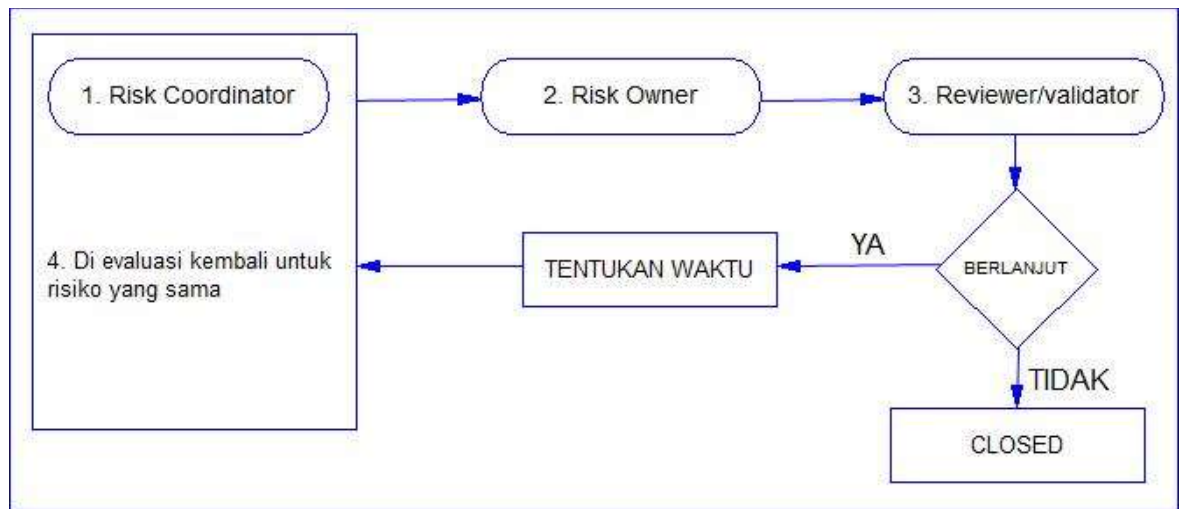 1. Risk Coordinator
2. Risk Owner
3. Reviewer/validator
4. Di evaluasi kembali untuk
risiko yang sama
TENTUKAN WAKTU
YA
BERLANJUT
TIDAK
CLOSED